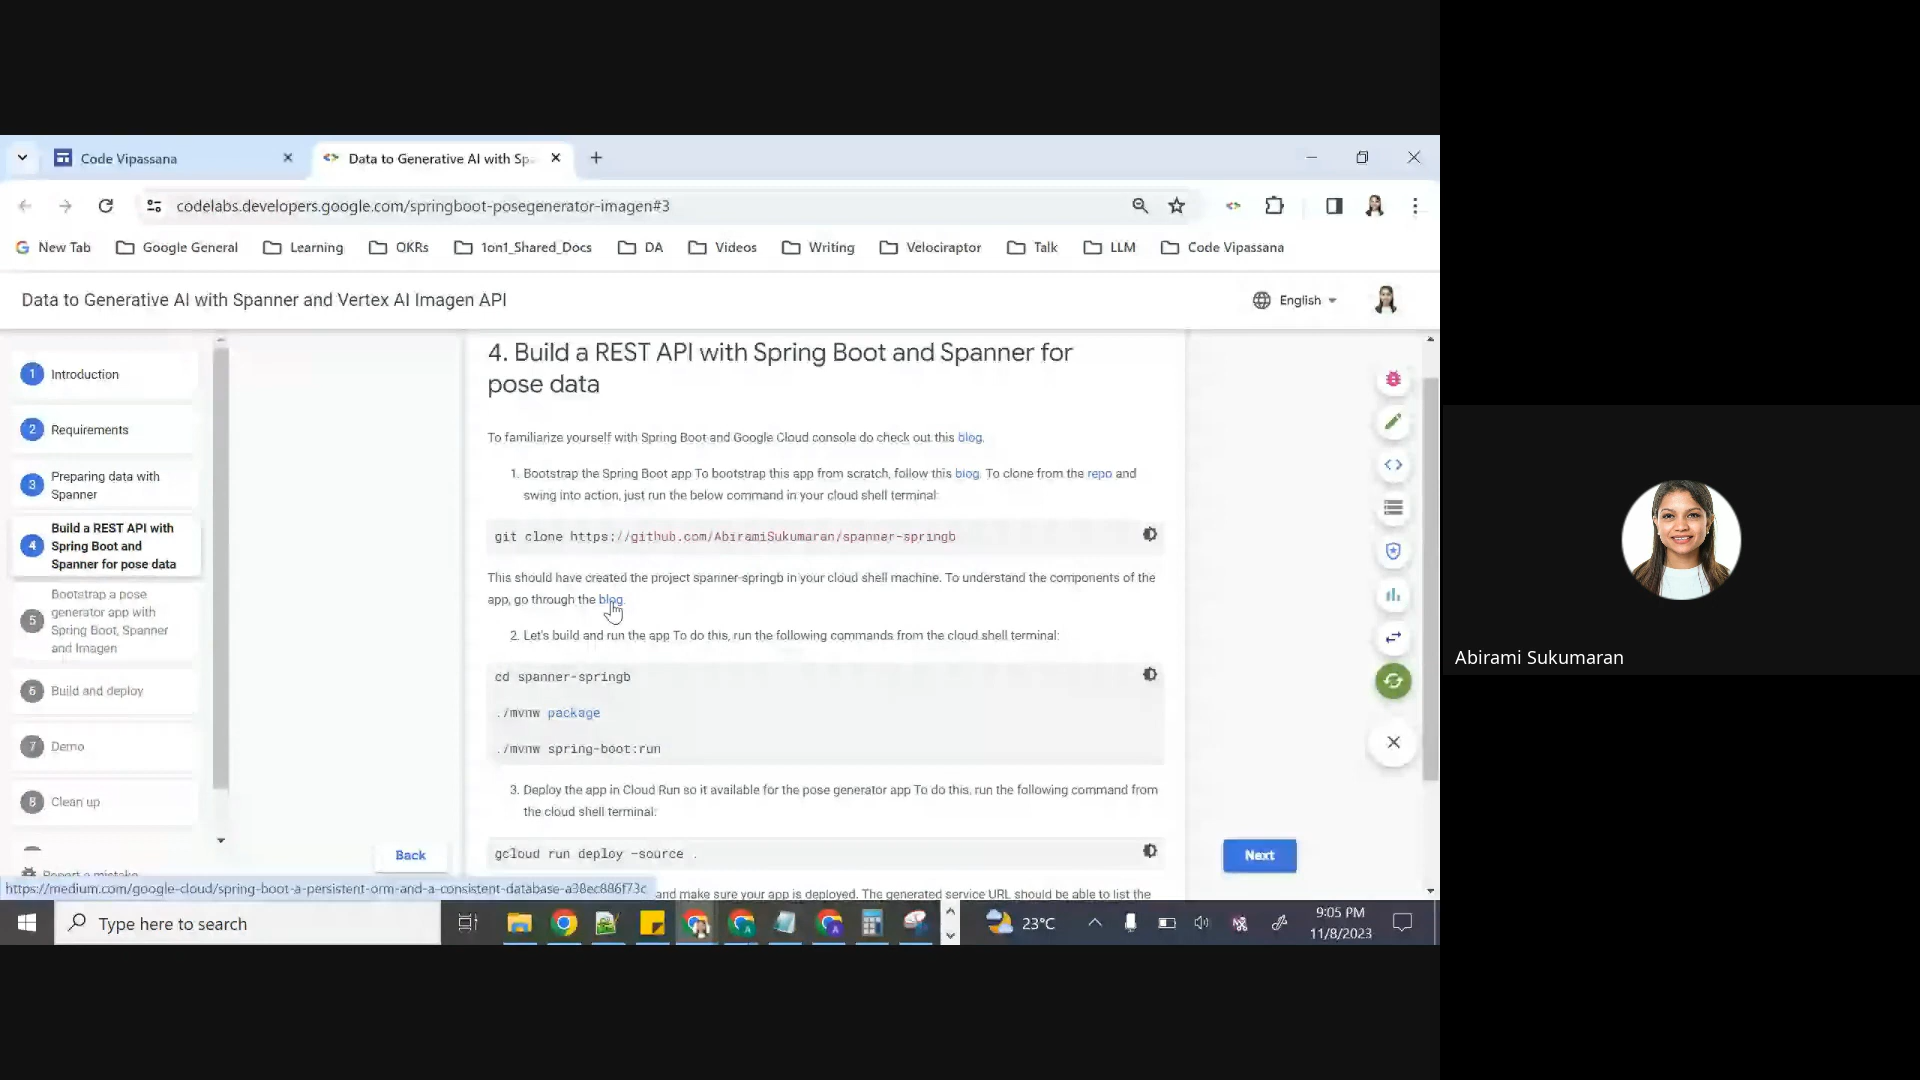 Code Vipassana
Data to Generative AI with Sp
codelabs.developers.google.com/springboot-posegenerator-imagen#3
New Tab
Google General
Learning
OKRs
1on1_Shared_Docs
DA
Videos
Writing
Velociraptor
Talk
LLM
Code Vipassana
Data to Generative AI with Spanner and Vertex AI Imagen API
English
1 Introduction
2 Requirements
3 Preparing data with
Spanner
4 Build a REST API with
Spring Boot and
Spanner for pose data
5 Bootstrap a pose
generator app with
Spring Boot, Spanner
and Imagen
6 Build and deploy
7 Demo
8 Clean up
Report a mistake
4. Build a REST API with Spring Boot and Spanner for
pose data
To familiarize yourself with Spring Boot and Google Cloud console do check out this blog.
1. Bootstrap the Spring Boot app To bootstrap this app from scratch, follow this blog. To clone from the repo and
swing into action, just run the below command in your cloud shell terminal:
git clone https://github.com/AbiramiSukumaran/spanner-springb
This should have created the project spanner-springb in your cloud shell machine. To understand the components of the
app, go through the blog.
2. Let's build and run the app To do this, run the following commands from the cloud shell terminal:
cd spanner-springb
./mvnw package
./mvnw spring-boot:run
3. Deploy the app in Cloud Run so it available for the pose generator app To do this, run the following command from
the cloud shell terminal:
gcloud run deploy –source .
and make sure your app is deployed. The generated service URL should be able to list the
Back
Next
https://medium.com/google-cloud/spring-boot-a-persistent-orm-and-a-consistent-database-a38ec886f73c
Type here to search
23°C
9:05 PM
11/8/2023
Abirami Sukumaran